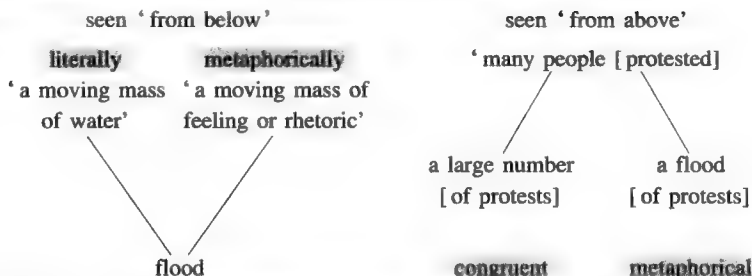 seen ‘from below’
literally metaphorically
‘a moving mass ‘a moving mass of
of water’ feeling or rhetoric’
flood
seen ‘from above’
‘many people [protested]
a large number a flood
[of protests] [of protests]
congruent metaphorical